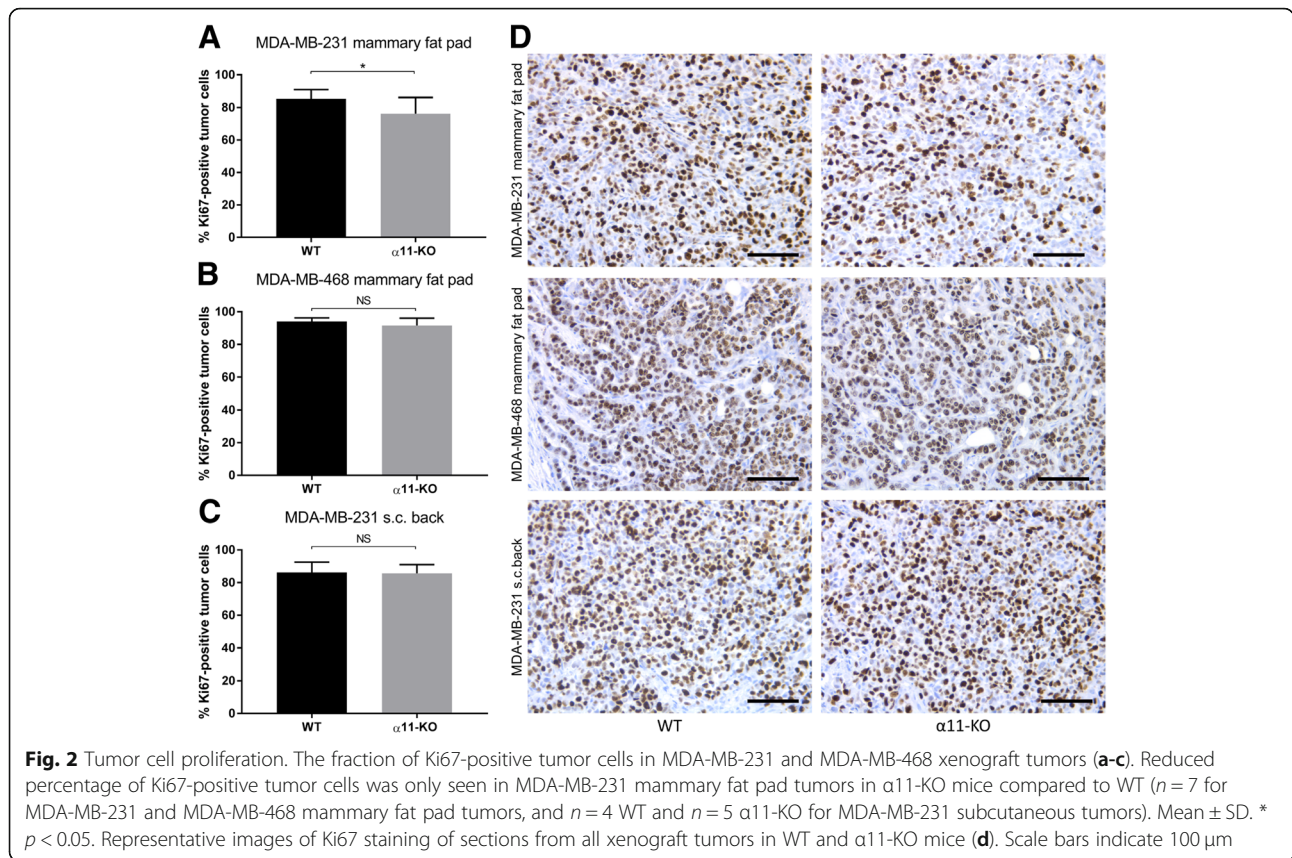 A
MDA-MB-231 mammary fat pad
*
% Ki67-positive tumor cells
100
80
60
40
20
0
WT
α11-KO
B
MDA-MB-468 mammary fat pad
NS
% Ki67-positive tumor cells
100
80
60
40
20
0
WT
α11-KO
C
MDA-MB-231 s.c. back
NS
% Ki67-positive tumor cells
100
80
60
40
20
0
WT
α11-KO
D
MDA-MB-231 mammary fat pad
MDA-MB-468 mammary fat pad
MDA-MB-231 s.c.back
WT
α11-KO
Fig. 2 Tumor cell proliferation. The fraction of Ki67-positive tumor cells in MDA-MB-231 and MDA-MB-468 xenograft tumors (a-c). Reduced
percentage of Ki67-positive tumor cells was only seen in MDA-MB-231 mammary fat pad tumors in α11-KO mice compared to WT (n = 7 for
MDA-MB-231 and MDA-MB-468 mammary fat pad tumors, and n = 4 WT and n = 5 α11-KO for MDA-MB-231 subcutaneous tumors). Mean ± SD. *
p < 0.05. Representative images of Ki67 staining of sections from all xenograft tumors in WT and α11-KO mice (d). Scale bars indicate 100 μm